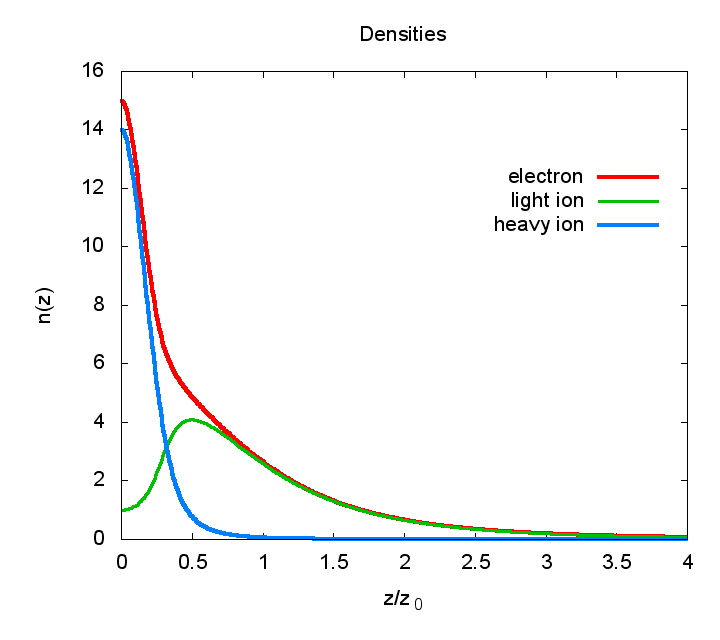 Densities
16
14
12
10
8
6
4
2
0
n(z)
electron
light ion
heavy ion
0 0.5 1 1.5 2 2.5 3 3.5 4
z/z₀